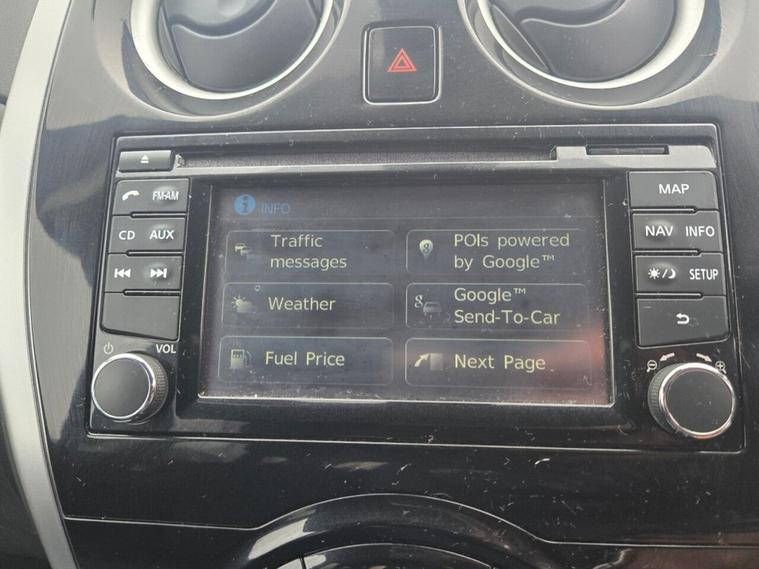 MAP
FM·AM
CD AUX
NAV INFO
SETUP
VOL
INFO
Traffic
messages
POIs powered
by Google™
Weather
Google™
Send-To-Car
Fuel Price
Next Page